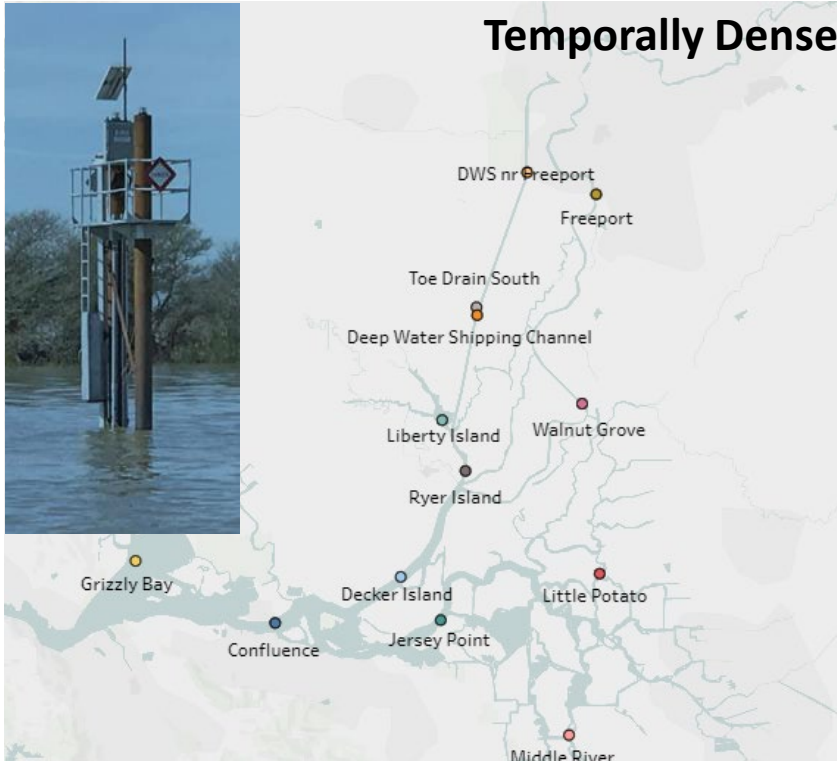 Temporally Dense
DWS nr Freeport
Freeport
Toe Drain South
Deep Water Shipping Channel
Liberty Island
Walnut Grove
Ryer Island
Grizzly Bay
Decker Island
Little Potato
Confluence
Jersey Point
Middle River